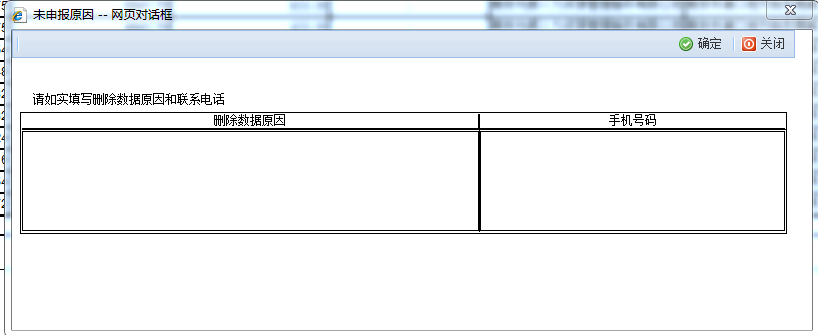 未申报原因 -- 网页对话框
确定 关闭
请如实填写删除数据原因和联系电话
删除数据原因 手机号码